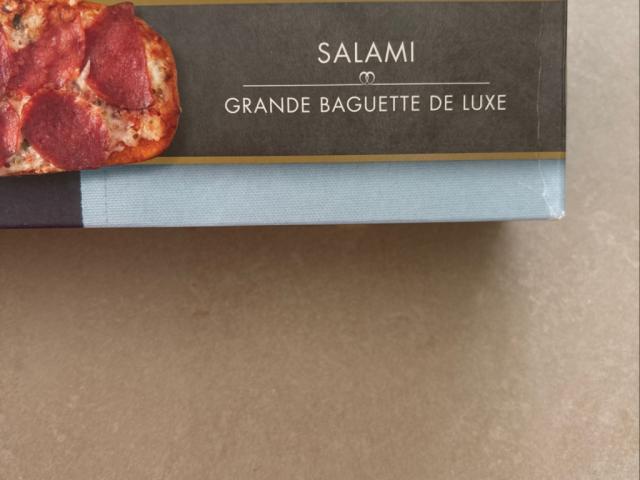 SALAMI
GRANDE BAGUETTE DE LUXE